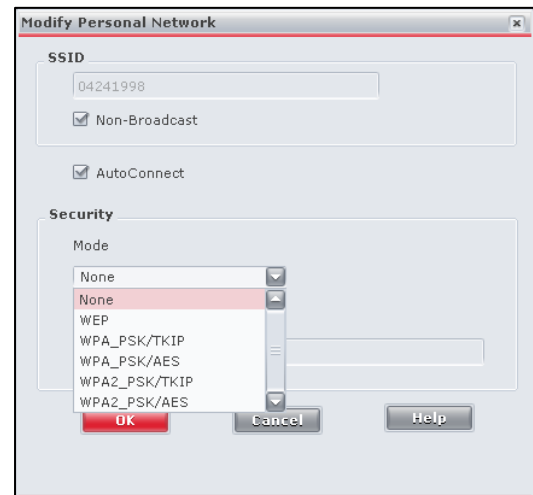 Modify Personal Network
SSID
04241998
Non-Broadcast
AutoConnect
Security
Mode
None
None
WEP
WPA_PSK/TKIP
WPA_PSK/AES
WPA2_PSK/TKIP
WPA2_PSK/AES
OK Cancel Help